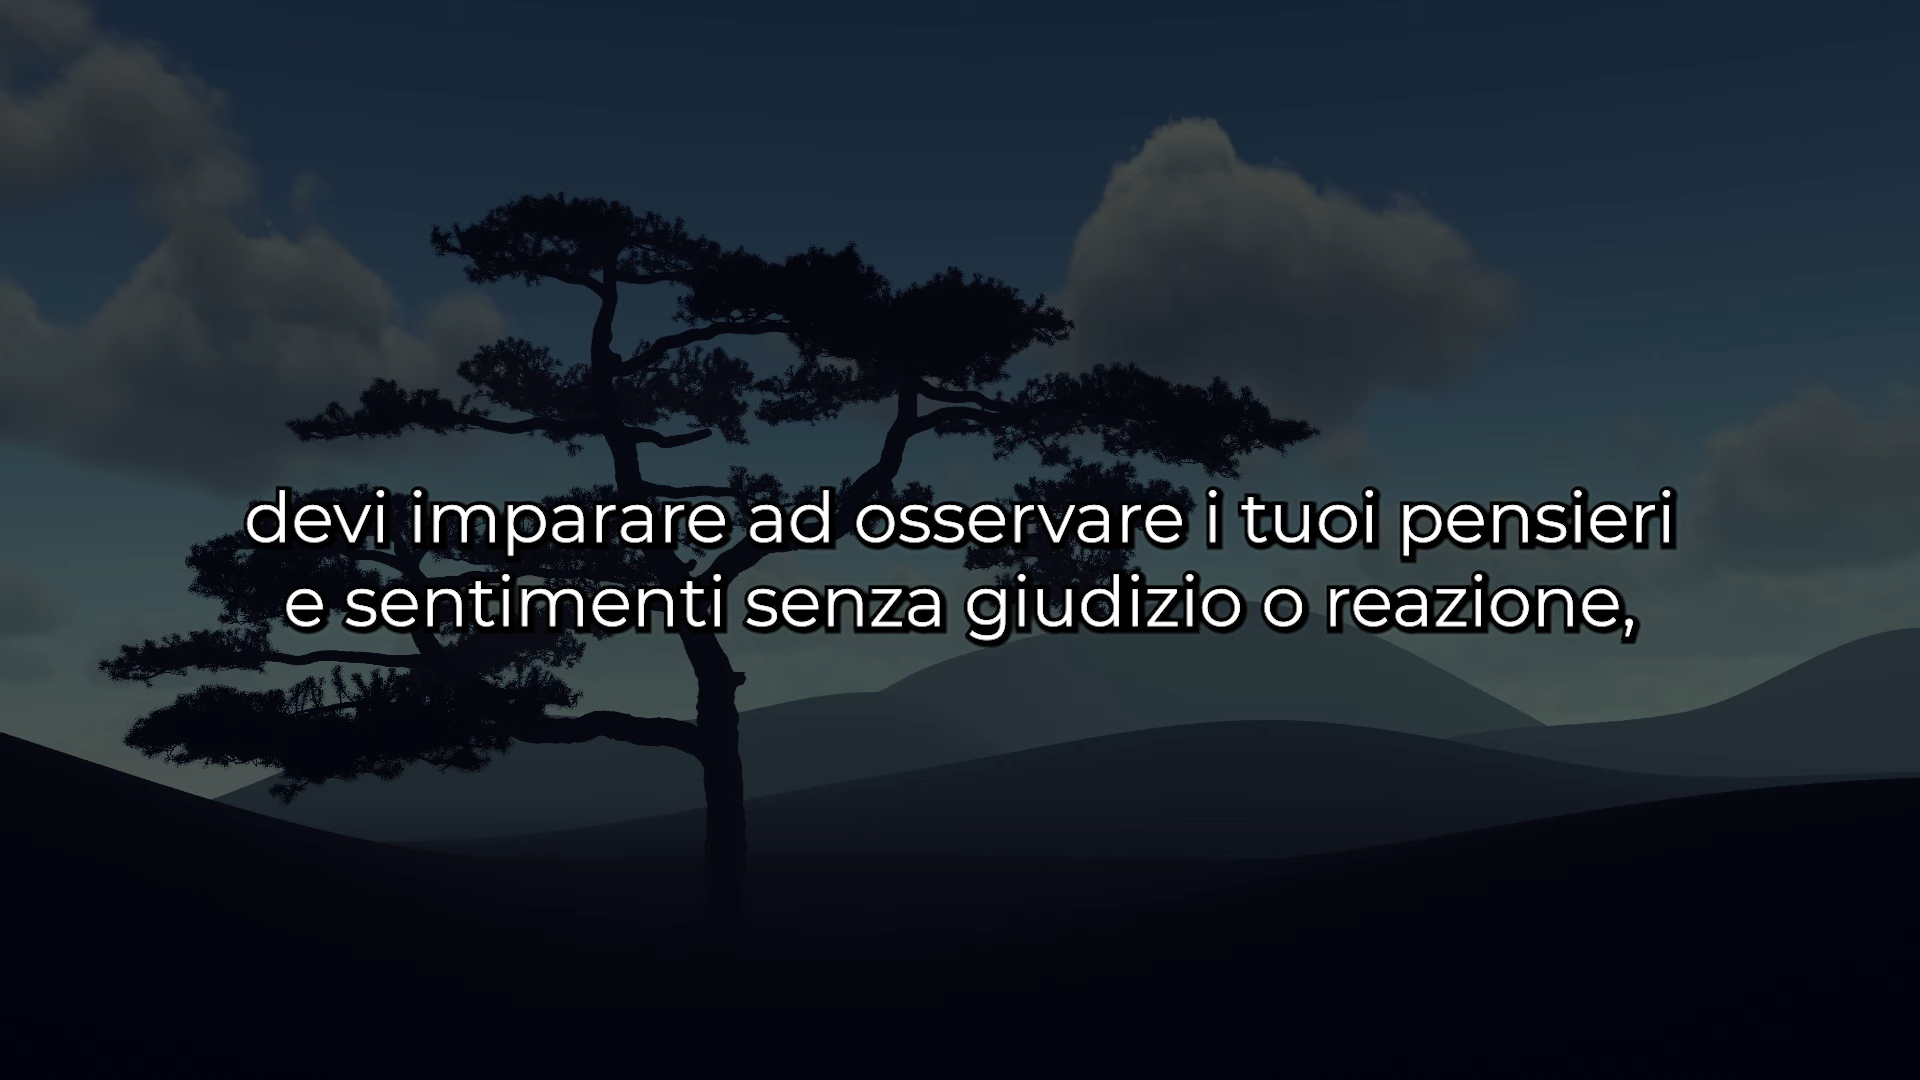 devi imparare ad osservare i tuoi pensieri
e sentimenti senza giudizio o reazione,